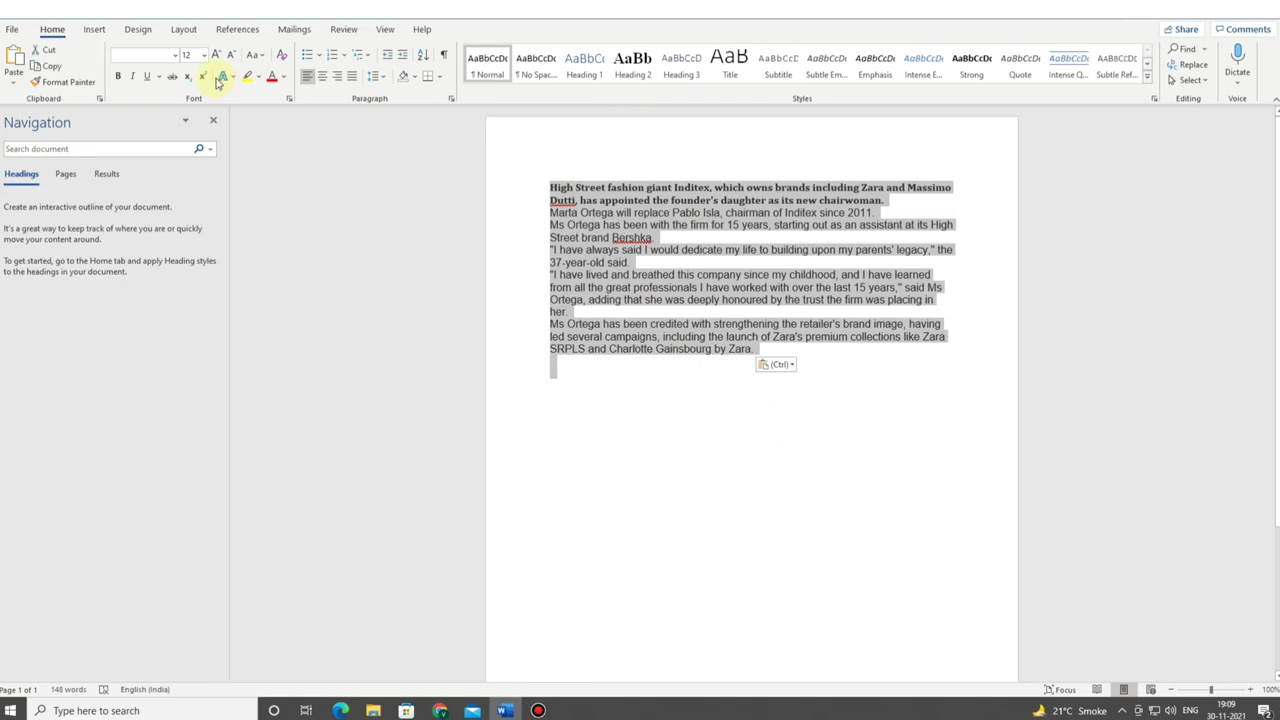 File Home Insert Design Layout References Mailings Review View Help Share Comments
Paste Cut Copy Format Painter
Clipboard
12
Aa
Font
Paragraph
AaBbCcDc AaBbCcDc AaBbCc AaBb AaBbCcD AaB AaBbCcD AaBbCcDt AaBbCcDt AaBbCcDt AaBbCcDc AaBbCcDt AaBbCcDt AaBbCcDt
Normal No Spac... Heading 1 Heading 2 Heading 3 Title Subtitle Subtle Em... Emphasis Intense E... Strong Quote Intense Q... Subtle Ref...
Styles
Find
Replace
Select
Editing
Dictate
Voice
Navigation
Search document
Headings Pages Results
Create an interactive outline of your document.
It's a great way to keep track of where you are or quickly
move your content around.
To get started, go to the Home tab and apply Heading styles
to the headings in your document.
High Street fashion giant Inditex, which owns brands including Zara and Massimo
Dutti, has appointed the founder's daughter as its new chairwoman.
Marta Ortega will replace Pablo Isla, chairman of Inditex since 2011.
Ms Ortega has been with the firm for 15 years, starting out as an assistant at its High
Street brand Bershka.
"I have always said I would dedicate my life to building upon my parents' legacy," the
37-year-old said.
"I have lived and breathed this company since my childhood, and I have learned
from all the great professionals I have worked with over the last 15 years," said Ms
Ortega, adding that she was deeply honoured by the trust the firm was placing in
her.
Ms Ortega has been credited with strengthening the retailer's brand image, having
led several campaigns, including the launch of Zara's premium collections like Zara
SRPLS and Charlotte Gainsbourg by Zara.
(Ctrl)
Page 1 of 1 148 words English (India) Focus 100%
Type here to search
21°C Smoke ENG 19:09
30-11-2021